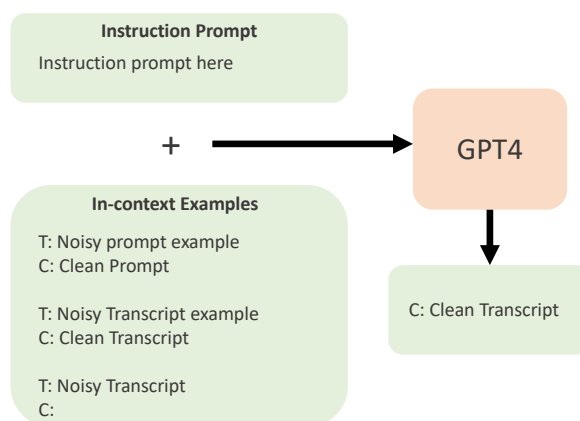 Instruction Prompt
Instruction prompt here
+
GPT4
In-context Examples
T: Noisy prompt example
C: Clean Prompt
T: Noisy Transcript example
C: Clean Transcript
T: Noisy Transcript
C:
C: Clean Transcript